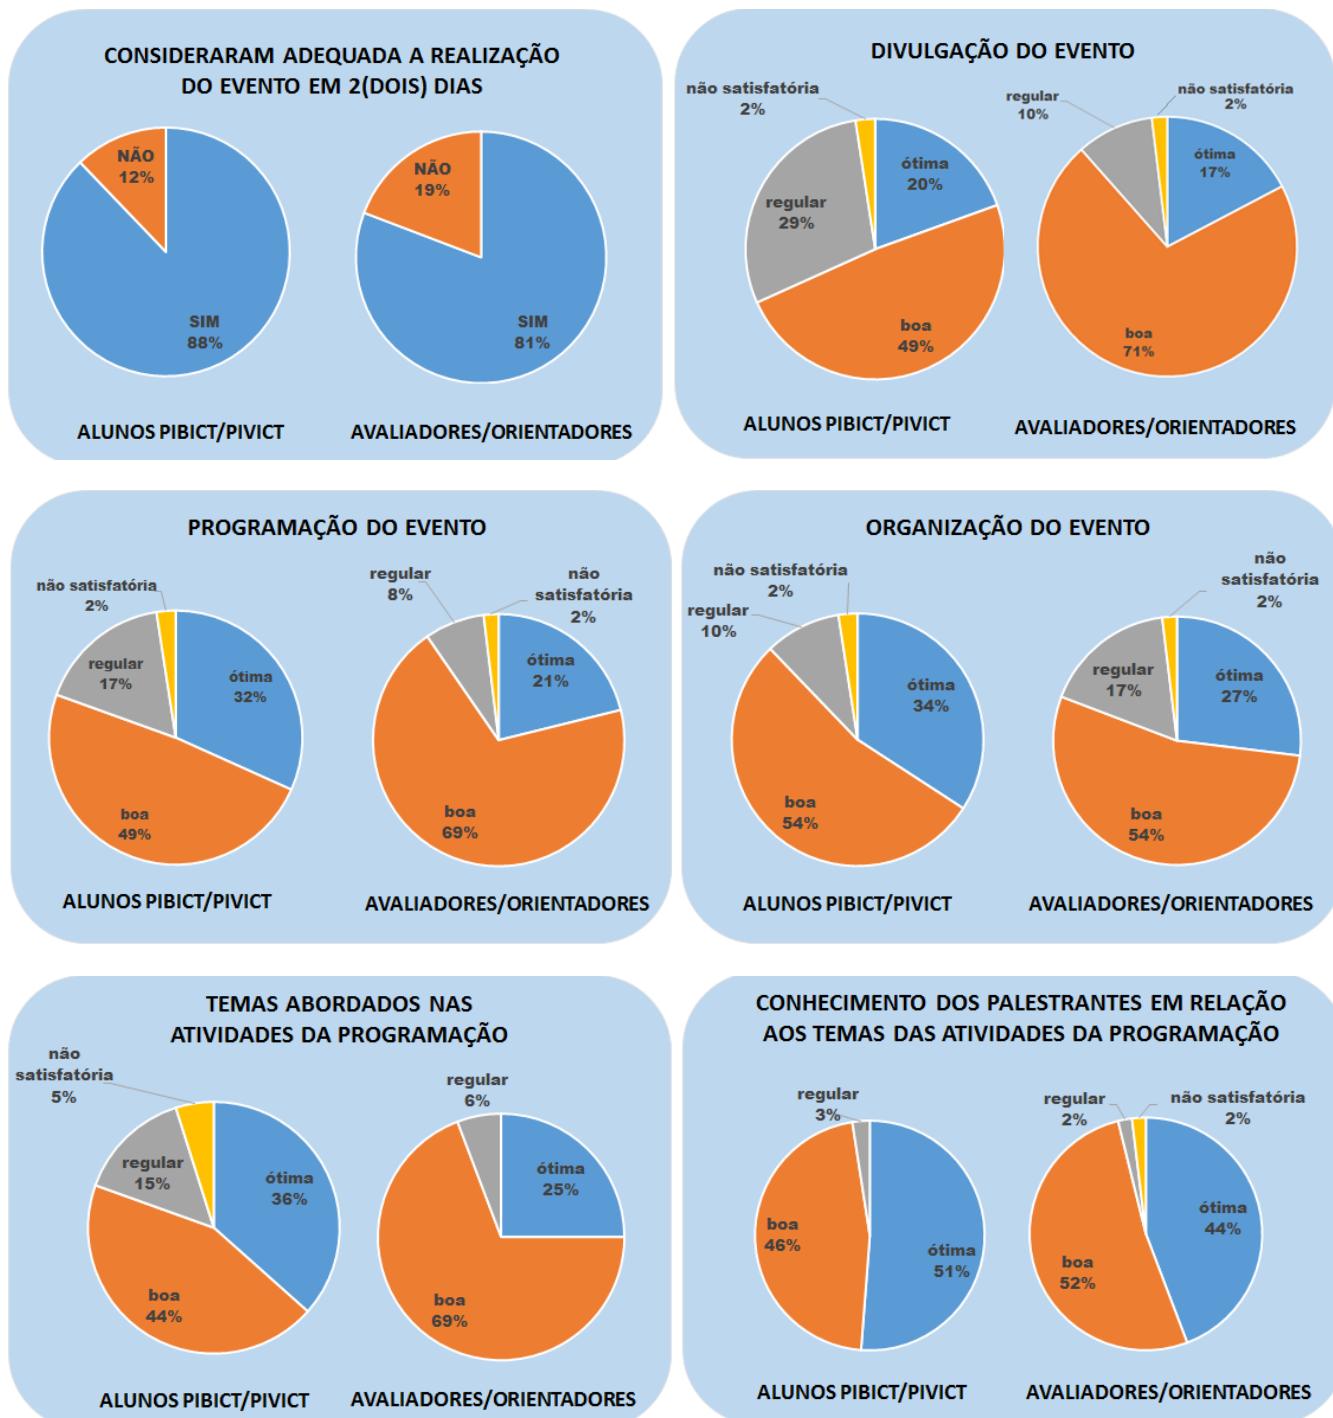 CONSIDERARAM ADEQUADA A REALIZAÇÃO
DO EVENTO EM 2(DOIS) DIAS
NÃO
12%
SIM
88%
NÃO
19%
SIM
81%
ALUNOS PIBICT/PIVICT
AVALIADORES/ORIENTADORES
DIVULGAÇÃO DO EVENTO
não satisfatória
2%
ótima
20%
regular
29%
boa
49%
regular
10%
não satisfatória
2%
ótima
17%
boa
71%
ALUNOS PIBICT/PIVICT
AVALIADORES/ORIENTADORES
PROGRAMAÇÃO DO EVENTO
não satisfatória
2%
regular
17%
ótima
32%
boa
49%
regular
8%
não
satisfatória
2%
ótima
21%
boa
69%
ALUNOS PIBICT/PIVICT
AVALIADORES/ORIENTADORES
ORGANIZAÇÃO DO EVENTO
não satisfatória
2%
regular
10%
ótima
34%
boa
54%
não
satisfatória
2%
regular
17%
ótima
27%
boa
54%
ALUNOS PIBICT/PIVICT
AVALIADORES/ORIENTADORES
TEMAS ABORDADOS NAS
ATIVIDADES DA PROGRAMAÇÃO
não
satisfatória
5%
regular
15%
ótima
36%
boa
44%
regular
6%
ótima
25%
boa
69%
ALUNOS PIBICT/PIVICT
AVALIADORES/ORIENTADORES
CONHECIMENTO DOS PALESTRANTES EM RELAÇÃO
AOS TEMAS DAS ATIVIDADES DA PROGRAMAÇÃO
regular
3%
boa
46%
ótima
51%
regular
2%
não satisfatória
2%
ótima
44%
boa
52%
ALUNOS PIBICT/PIVICT
AVALIADORES/ORIENTADORES